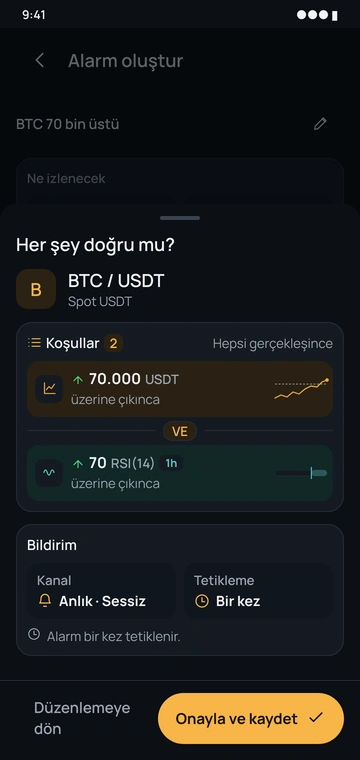 9:41
Alarm oluştur
BTC 70 bin üstü
Ne izlenecek
Her şey doğru mu?
B
BTC / USDT
Spot USDT
Koşullar 2
Hepsi gerçekleşince
70.000 USDT
üzerine çıkınca
VE
70 RSI(14) 1h
üzerine çıkınca
Bildirim
Kanal
Anlık · Sessiz
Tetikleme
Bir kez
Alarm bir kez tetiklenir.
Düzenlemeye
dön
Onayla ve kaydet